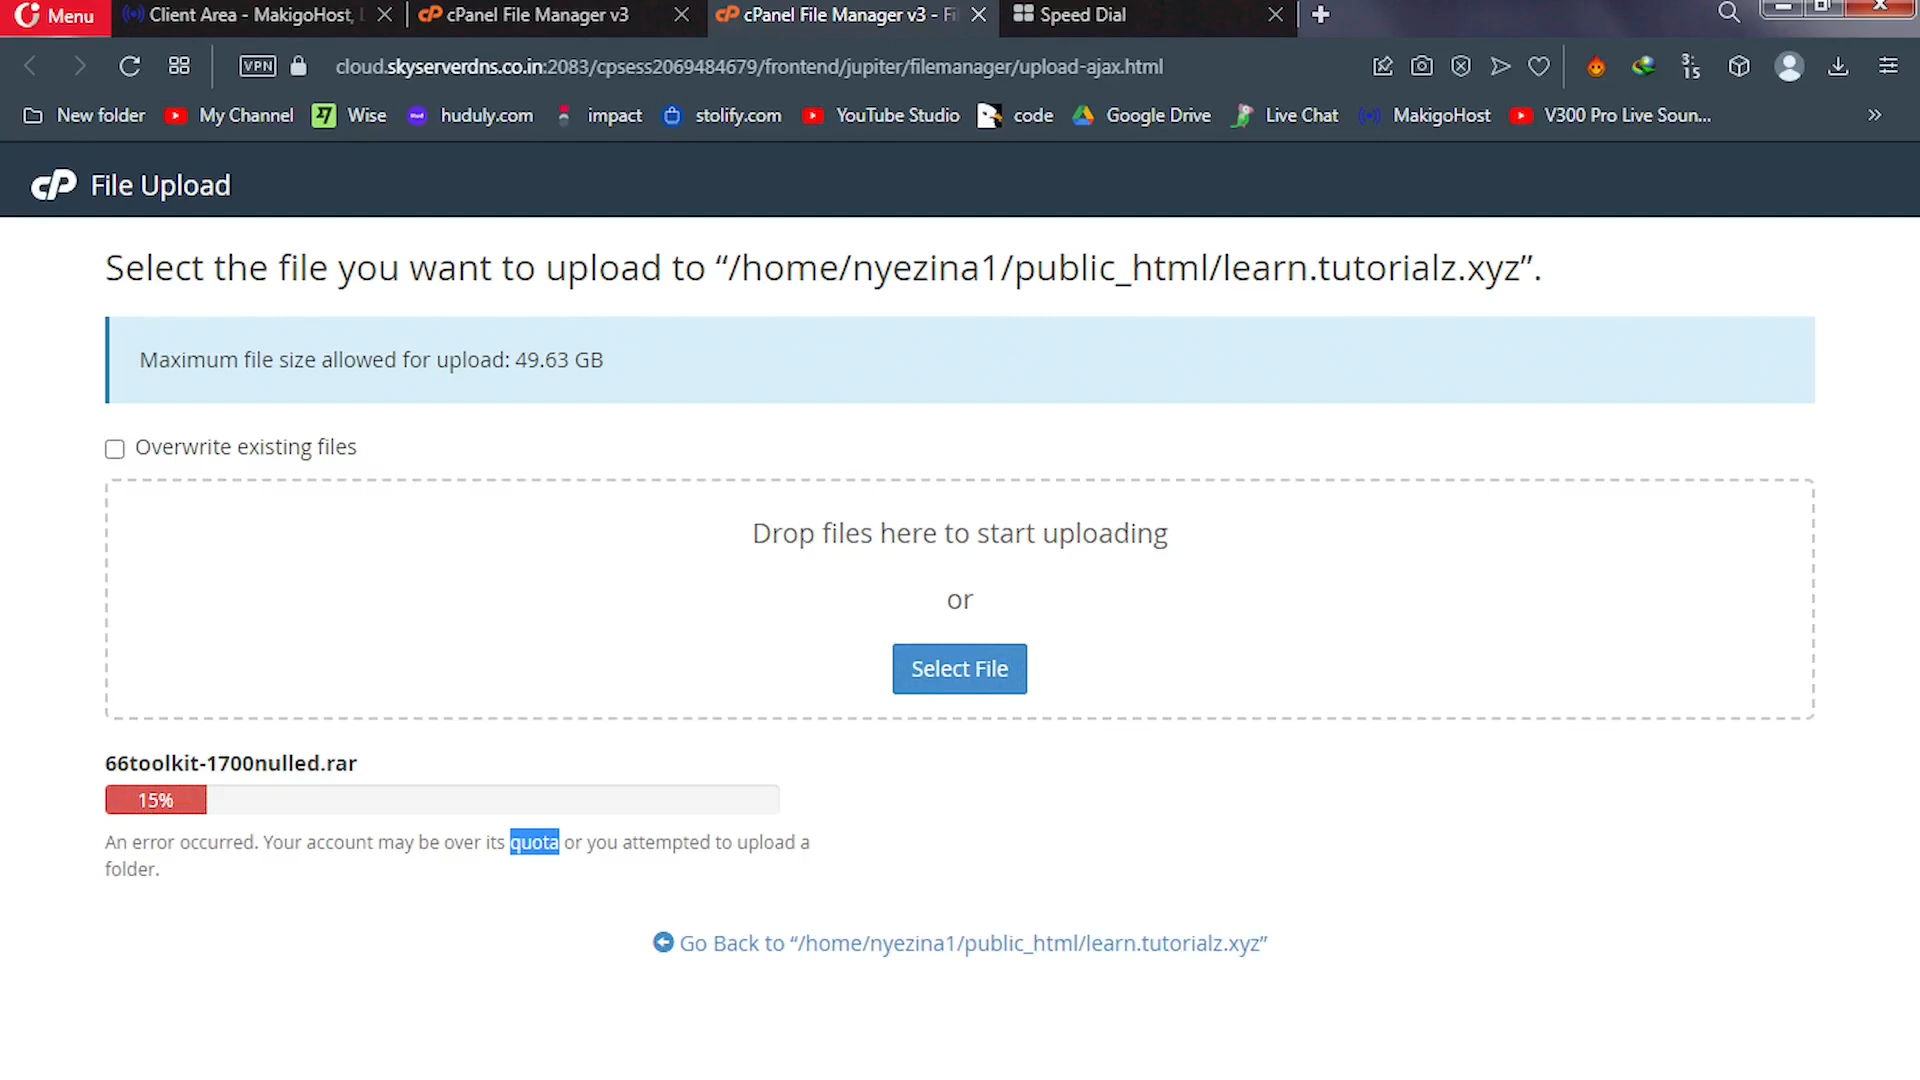 Menu
Client Area - MakigoHost,
cPanel File Manager v3
cPanel File Manager v3 - Fi
Speed Dial
VPN
cloud.skyserverdns.co.in:2083/cpsess2069484679/frontend/jupiter/filemanager/upload-ajax.html
New folder
My Channel
Wise
huduly.com
impact
stolify.com
YouTube Studio
code
Google Drive
Live Chat
MakigoHost
V300 Pro Live Soun...
cP File Upload
Select the file you want to upload to “/home/nyezina1/public_html/learn.tutorialz.xyz”.
Maximum file size allowed for upload: 49.63 GB
Overwrite existing files
Drop files here to start uploading
or
Select File
66toolkit-1700nulled.rar
15%
An error occurred. Your account may be over its quota or you attempted to upload a
folder.
Go Back to “/home/nyezina1/public_html/learn.tutorialz.xyz”